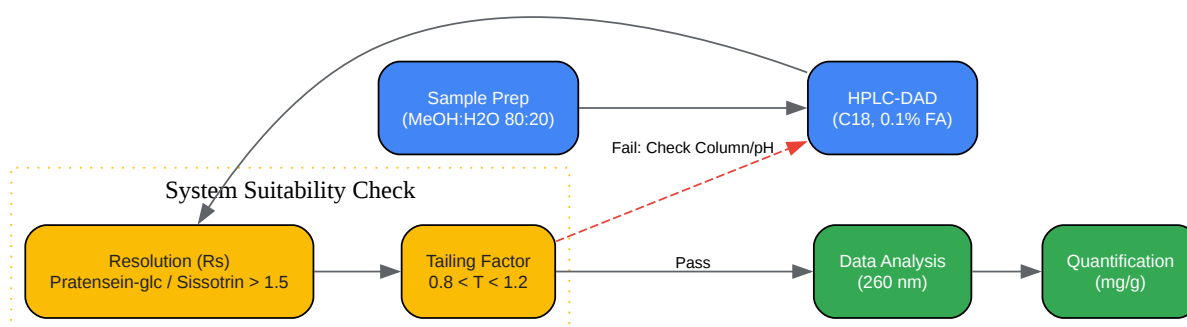 Sample Prep
(MeOH:H2O 80:20)
HPLC-DAD
(C18, 0.1% FA)
Fail: Check Column/pH
System Suitability Check
Resolution (Rs)
Pratensein-glc / Sissotrin > 1.5
Tailing Factor
0.8 < T < 1.2
Pass
Data Analysis
(260 nm)
Quantification
(mg/g)